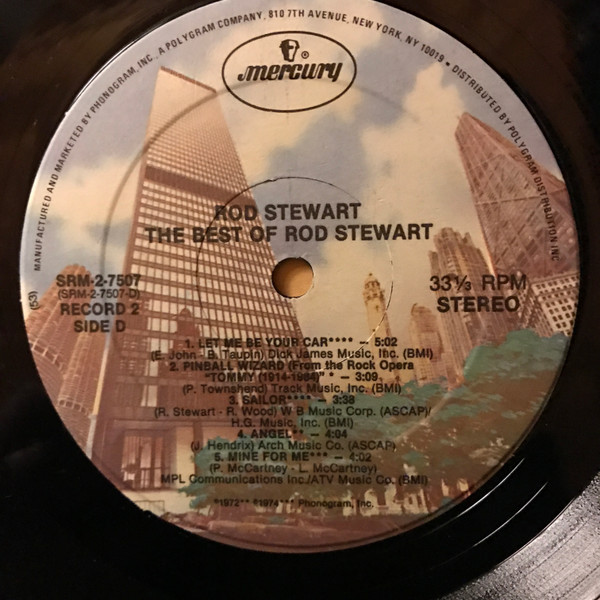 MANUFACTURED AND MARKETED BY PHONOGRAM, INC., A POLYGRAM COMPANY, 810 7TH AVENUE, NEW YORK, NY 10019 • DISTRIBUTED BY POLYGRAM DISTRIBUTION INC
mercury®
ROD STEWART
THE BEST OF ROD STEWART
SRM-2-7507
(SRM-2-7507-D)
RECORD 2
SIDE D
(53)
33⅓ RPM
STEREO
1. LET ME BE YOUR CAR**** – 5:02
(E. John - B. Taupin) Dick James Music, Inc. (BMI)
2. PINBALL WIZARD (From the Rock Opera
"TOMMY (1914-1984)" * – 3:09
(P. Townshend) Track Music, Inc. (BMI)
3. SAILOR**** – 3:38
(R. Stewart - R. Wood) W B Music Corp. (ASCAP)/
H.G. Music, Inc. (BMI)
4. ANGEL** – 4:04
(J. Hendrix) Arch Music Co. (ASCAP)
5. MINE FOR ME*** – 4:02
(P. McCartney - L. McCartney)
MPL Communications Inc./ATV Music Co. (BMI)
℗1972** ℗1974*** Phonogram, Inc.